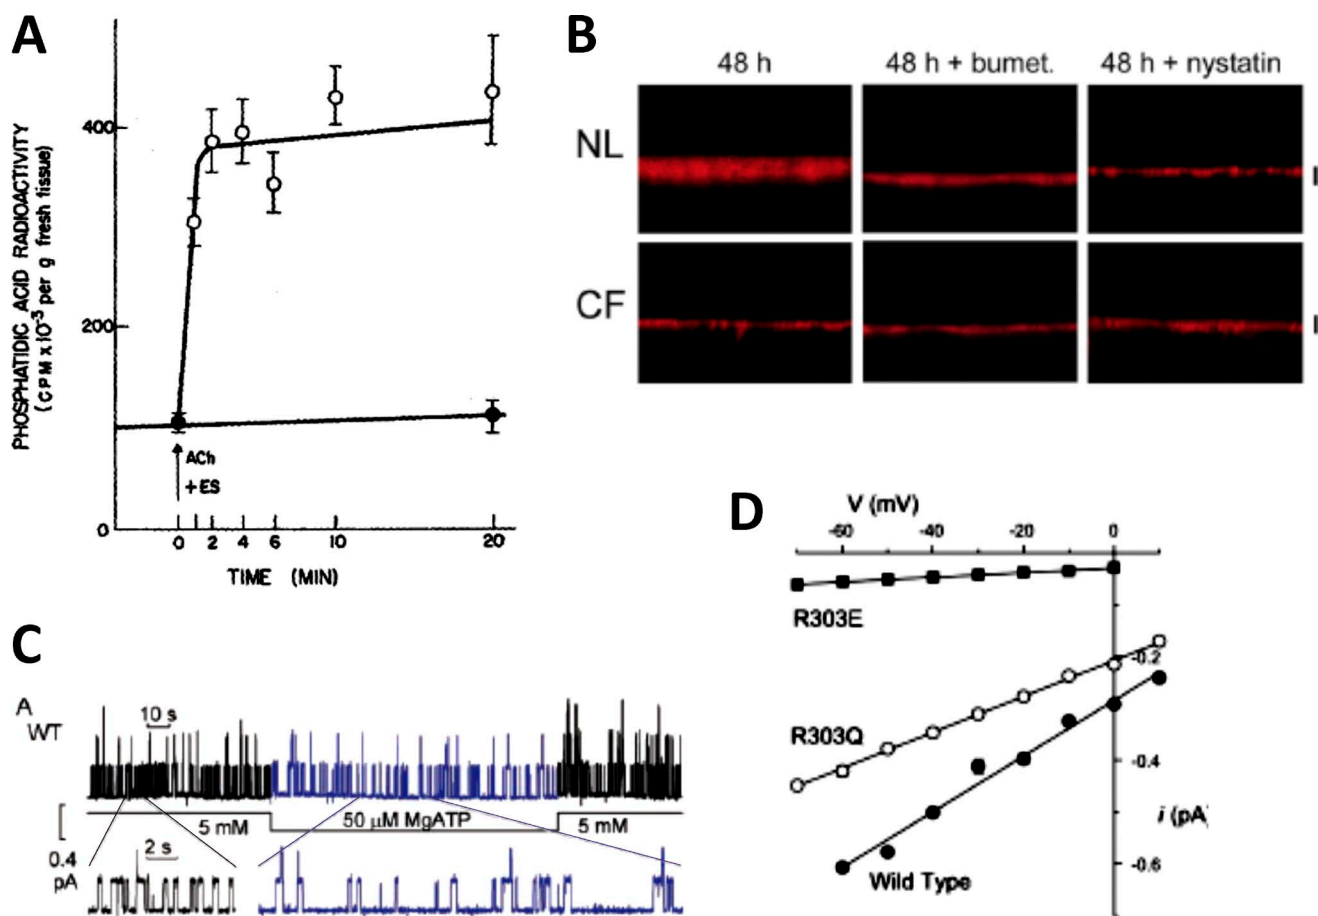 A
PHOSPHATIDIC ACID RADIOACTIVITY
(CPM x 10⁻³ per g fresh tissue)
400
200
0
ACh
+ ES
0 2 4 6 10 20
TIME (MIN)
B
48 h 48 h + bumet. 48 h + nystatin
NL
CF
C
A
WT
10 s
5 mM 50 µM MgATP 5 mM
0.4
pA
2 s
D
V (mV)
-60 -40 -20 0
R303E
-0.2
R303Q
-0.4
i (pA)
-0.6
Wild Type